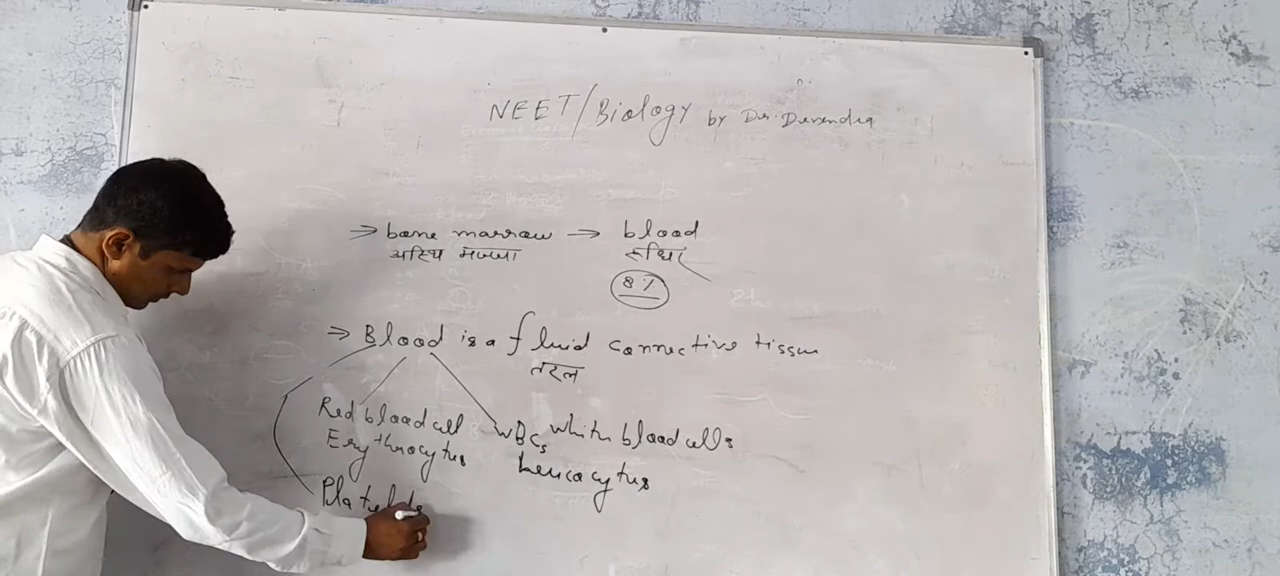 NEET/Biology by Dr. Devendra
→ bone marrow → blood
अस्थि मज्जा रुधिर
8%
→ Blood is a fluid connective tissue
तरल
Red blood cell WBCs White blood cells
Erythrocytes Leucocytes
Platelets